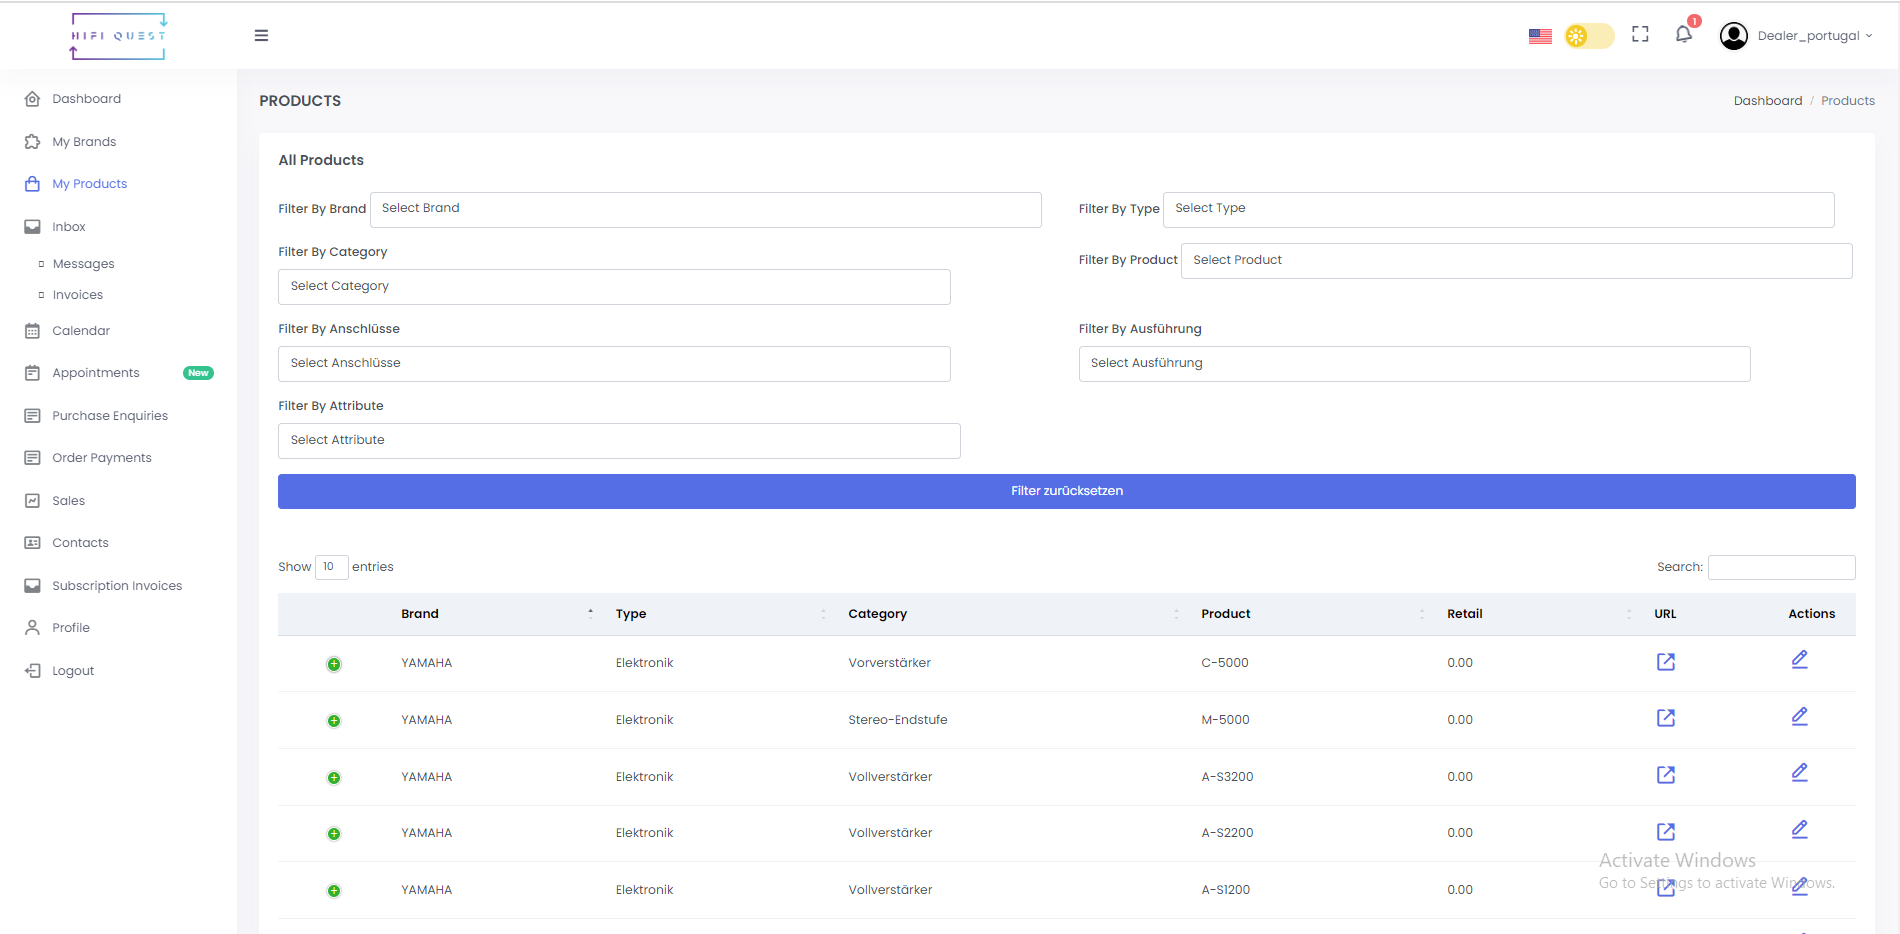 HIFI QUEST
1
Dealer_portugal
Dashboard
My Brands
My Products
Inbox
Messages
Invoices
Calendar
Appointments New
Purchase Enquiries
Order Payments
Sales
Contacts
Subscription Invoices
Profile
Logout
PRODUCTS
Dashboard / Products
All Products
Filter By Brand Select Brand
Filter By Type Select Type
Filter By Category
Select Category
Filter By Product Select Product
Filter By Anschlüsse
Select Anschlüsse
Filter By Ausführung
Select Ausführung
Filter By Attribute
Select Attribute
Filter zurücksetzen
Show 10 entries
Search:
Brand Type Category Product Retail URL Actions
YAMAHA Elektronik Vorverstärker C-5000 0.00
YAMAHA Elektronik Stereo-Endstufe M-5000 0.00
YAMAHA Elektronik Vollverstärker A-S3200 0.00
YAMAHA Elektronik Vollverstärker A-S2200 0.00
YAMAHA Elektronik Vollverstärker A-S1200 0.00
Activate Windows
Go to Settings to activate Windows.